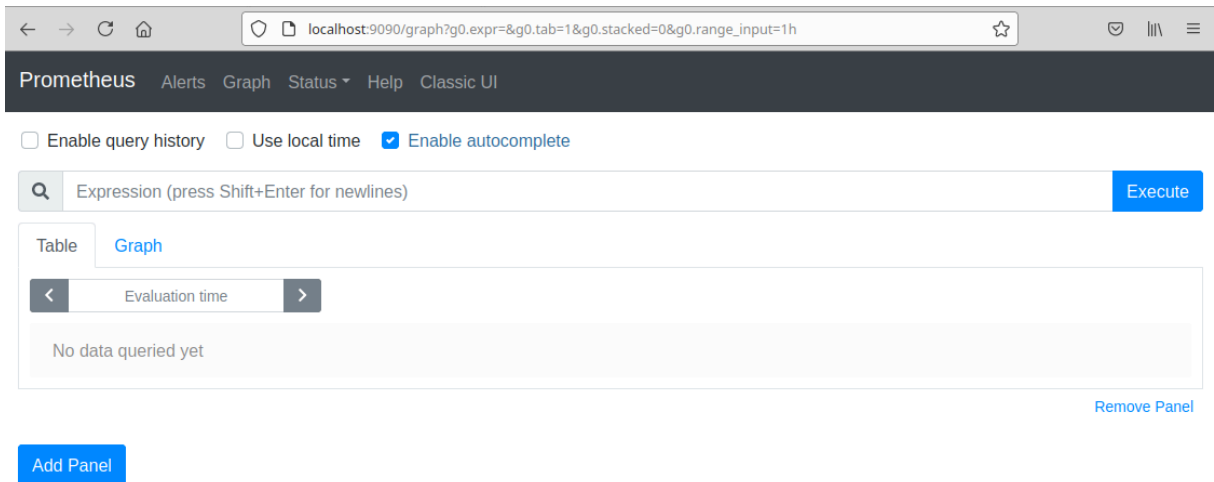 localhost:9090/graph?g0.expr=&g0.tab=1&g0.stacked=0&g0.range_input=1h
Prometheus Alerts Graph Status Help Classic UI
Enable query history Use local time Enable autocomplete
Expression (press Shift+Enter for newlines) Execute
Table Graph
Evaluation time
No data queried yet
Remove Panel
Add Panel